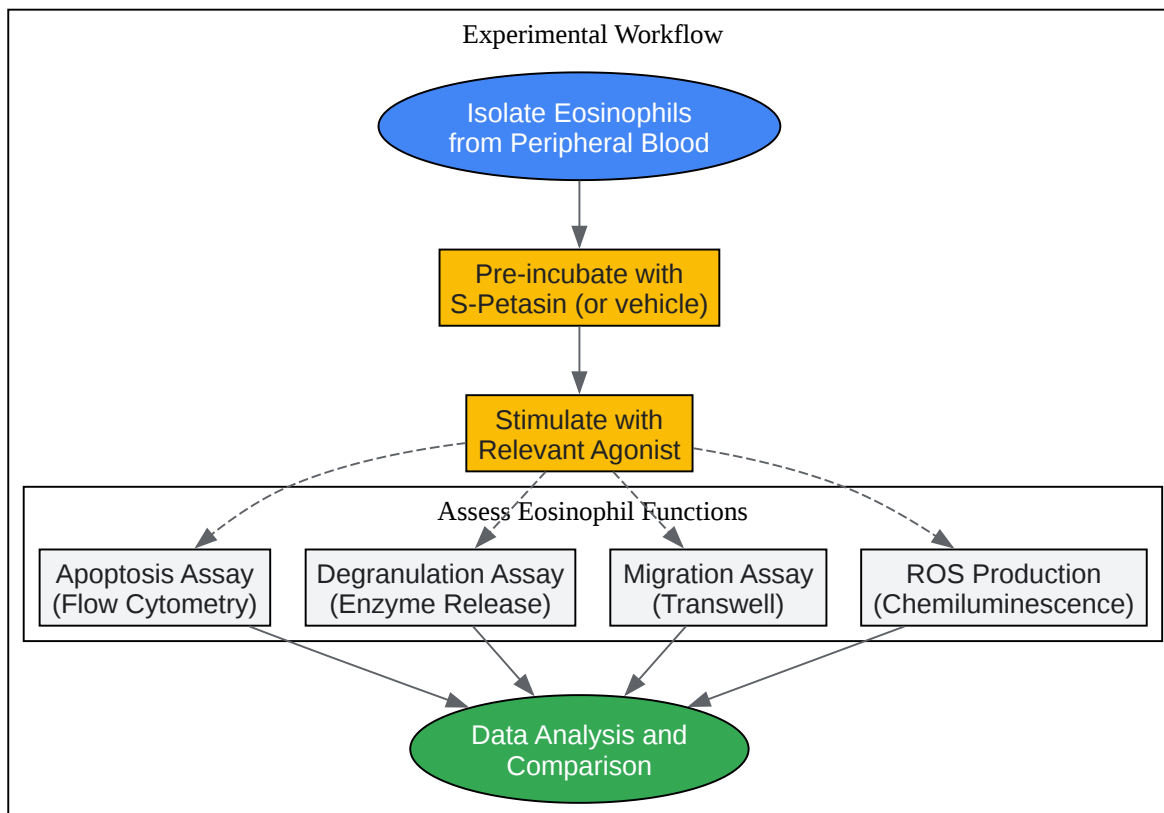 Experimental Workflow
Isolate Eosinophils
from Peripheral Blood
Pre-incubate with
S-Petasin (or vehicle)
Stimulate with
Relevant Agonist
Assess Eosinophil Functions
Apoptosis Assay
(Flow Cytometry)
Degranulation Assay
(Enzyme Release)
Migration Assay
(Transwell)
ROS Production
(Chemiluminescence)
Data Analysis and
Comparison